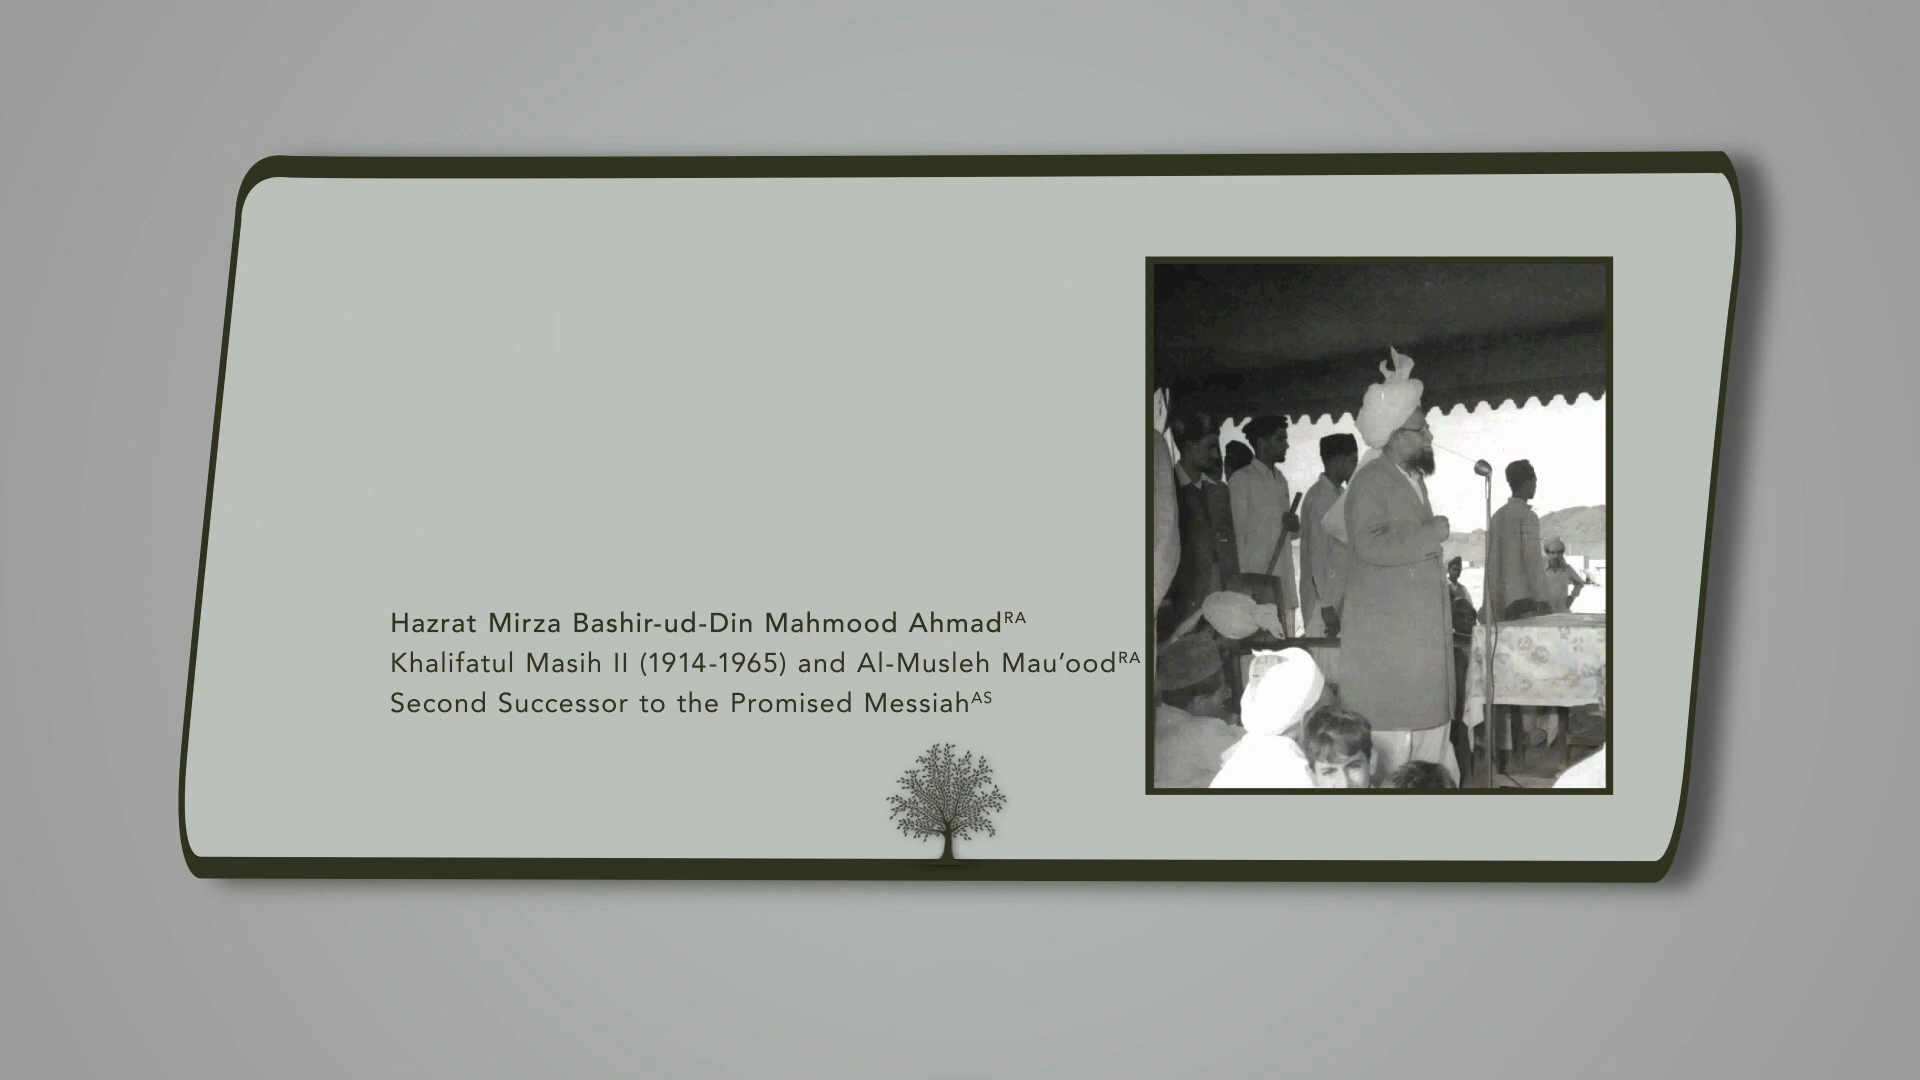 Hazrat Mirza Bashir-ud-Din Mahmood Ahmadᴿᴬ
Khalifatul Masih II (1914-1965) and Al-Musleh Mau’oodᴿᴬ
Second Successor to the Promised Messiahᴬˢ